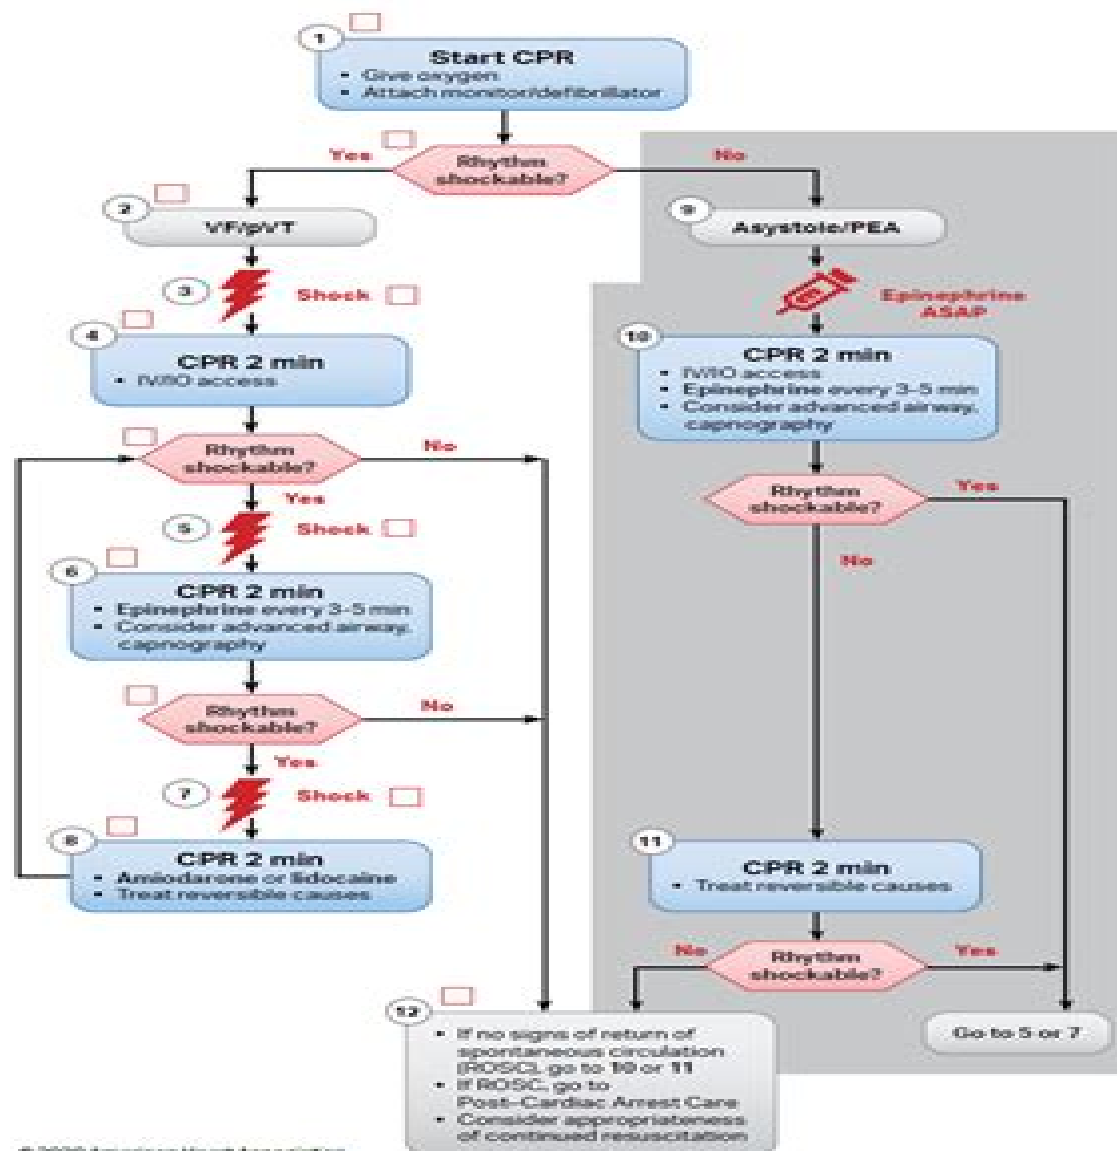 1
Start CPR
• Give oxygen
• Attach monitor/defibrillator
Rhythm
shockable?
Yes
No
2
VF/pVT
9
Asystole/PEA
3
Shock
Epinephrine
ASAP
4
CPR 2 min
• IV/IO access
10
CPR 2 min
• IV/IO access
• Epinephrine every 3-5 min
• Consider advanced airway,
capnography
Rhythm
shockable?
No
Yes
Rhythm
shockable?
Yes
No
5
Shock
6
CPR 2 min
• Epinephrine every 3-5 min
• Consider advanced airway,
capnography
Rhythm
shockable?
No
Yes
7
Shock
8
CPR 2 min
• Amiodarone or lidocaine
• Treat reversible causes
11
CPR 2 min
• Treat reversible causes
No
Rhythm
shockable?
Yes
12
• If no signs of return of
spontaneous circulation
(ROSC), go to 10 or 11
• If ROSC, go to
Post-Cardiac Arrest Care
• Consider appropriateness
of continued resuscitation
Go to 5 or 7
© 2020 American Heart Association